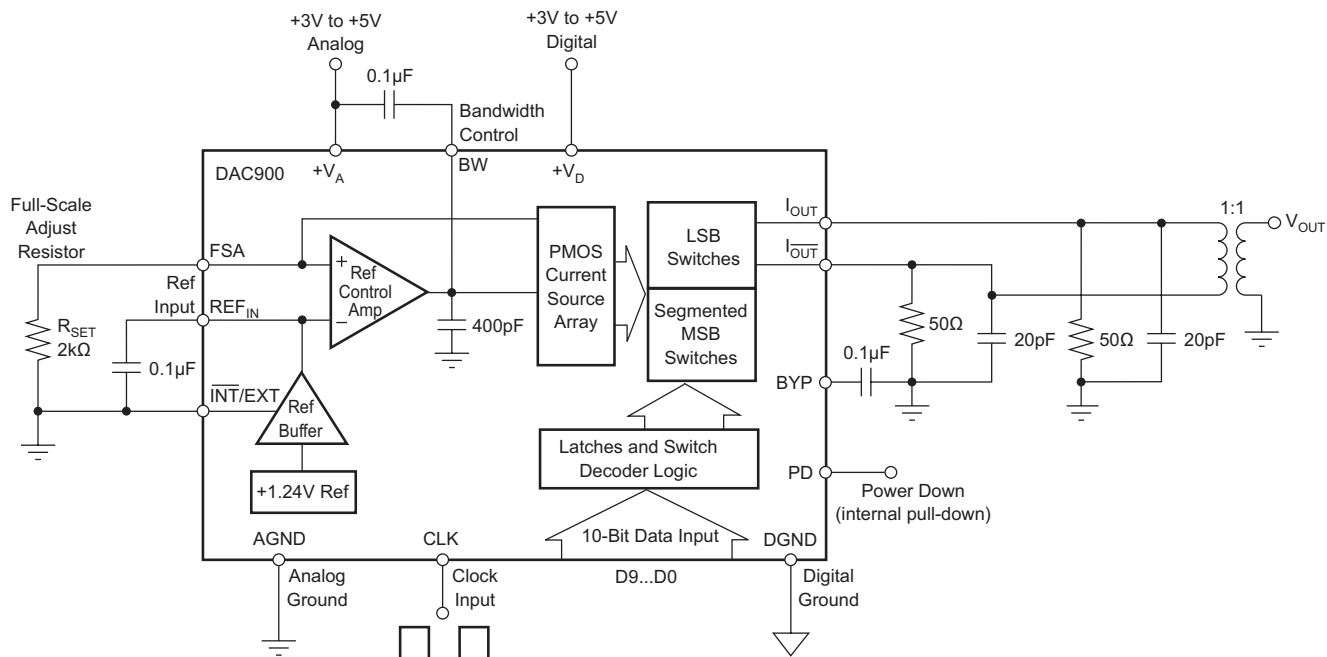 +3V to +5V
Analog
+3V to +5V
Digital
0.1µF
Bandwidth
Control
DAC900
+VA
BW
+VD
Full-Scale
Adjust
Resistor
FSA
Ref
Input
REFIN
RSET
2kΩ
0.1µF
INT/EXT
+
Ref
Control
Amp
–
400pF
Ref
Buffer
+1.24V Ref
PMOS
Current
Source
Array
LSB
Switches
Segmented
MSB
Switches
Latches and Switch
Decoder Logic
10-Bit Data Input
D9...D0
IOUT
IOUT
1:1
VOUT
50Ω
20pF
50Ω
20pF
0.1µF
BYP
PD
Power Down
(internal pull-down)
AGND
Analog
Ground
CLK
Clock
Input
DGND
Digital
Ground